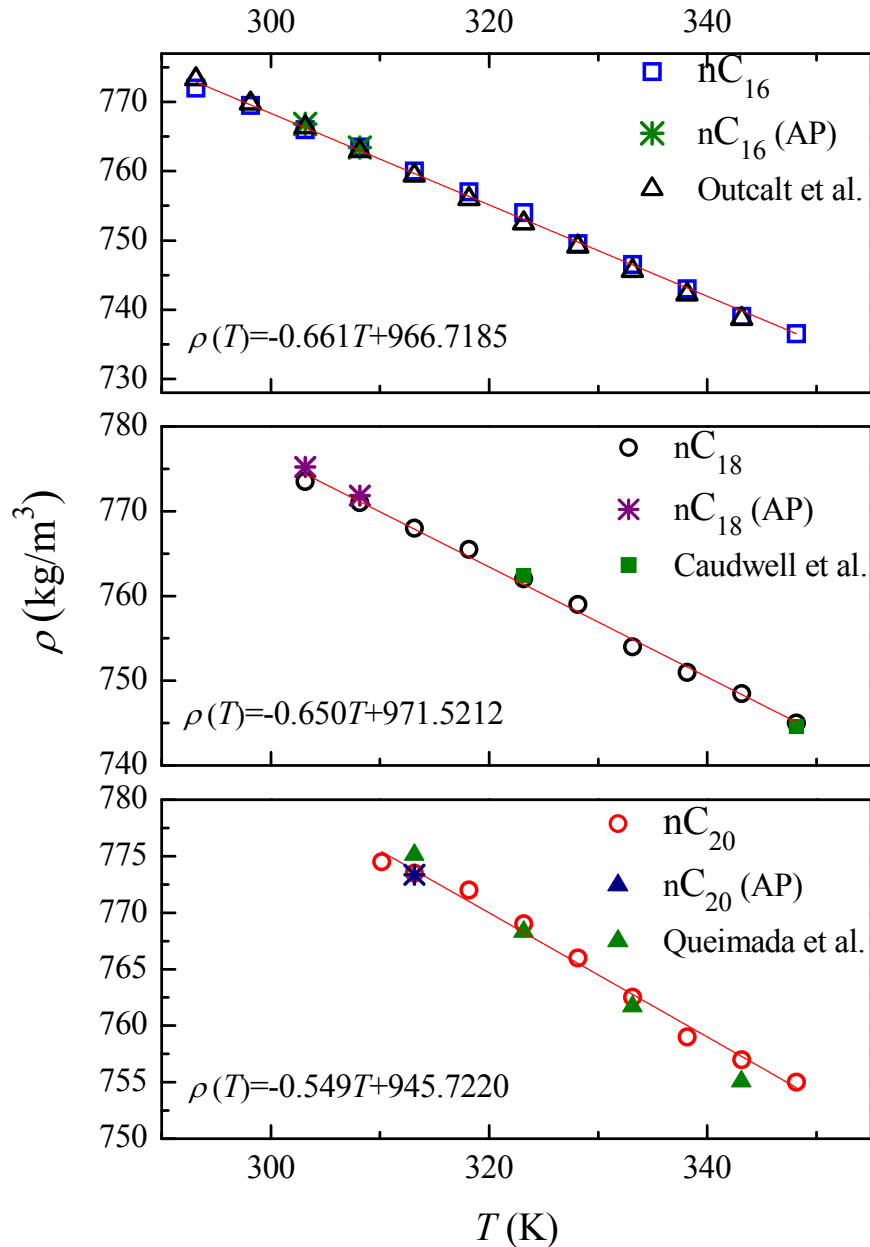 300 320 340
770
760
750
740
730
nC₁₆
nC₁₆ (AP)
Outcalt et al.
ρ (T)=-0.661T+966.7185
780
770
760
750
740
nC₁₈
nC₁₈ (AP)
Caudwell et al.
ρ (T)=-0.650T+971.5212
ρ (kg/m³)
780
775
770
765
760
755
750
nC₂₀
nC₂₀ (AP)
Queimada et al.
ρ (T)=-0.549T+945.7220
300 320 340
T (K)